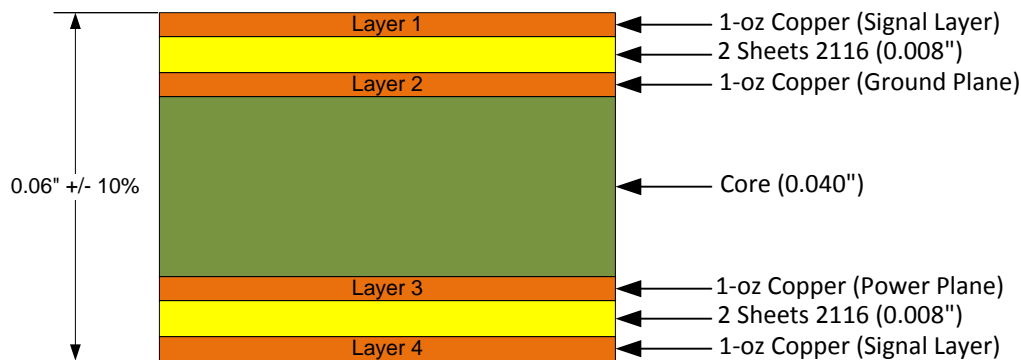 Layer 1
1-oz Copper (Signal Layer)
2 Sheets 2116 (0.008")
Layer 2
1-oz Copper (Ground Plane)
0.06" +/- 10%
Core (0.040")
Layer 3
1-oz Copper (Power Plane)
2 Sheets 2116 (0.008")
Layer 4
1-oz Copper (Signal Layer)